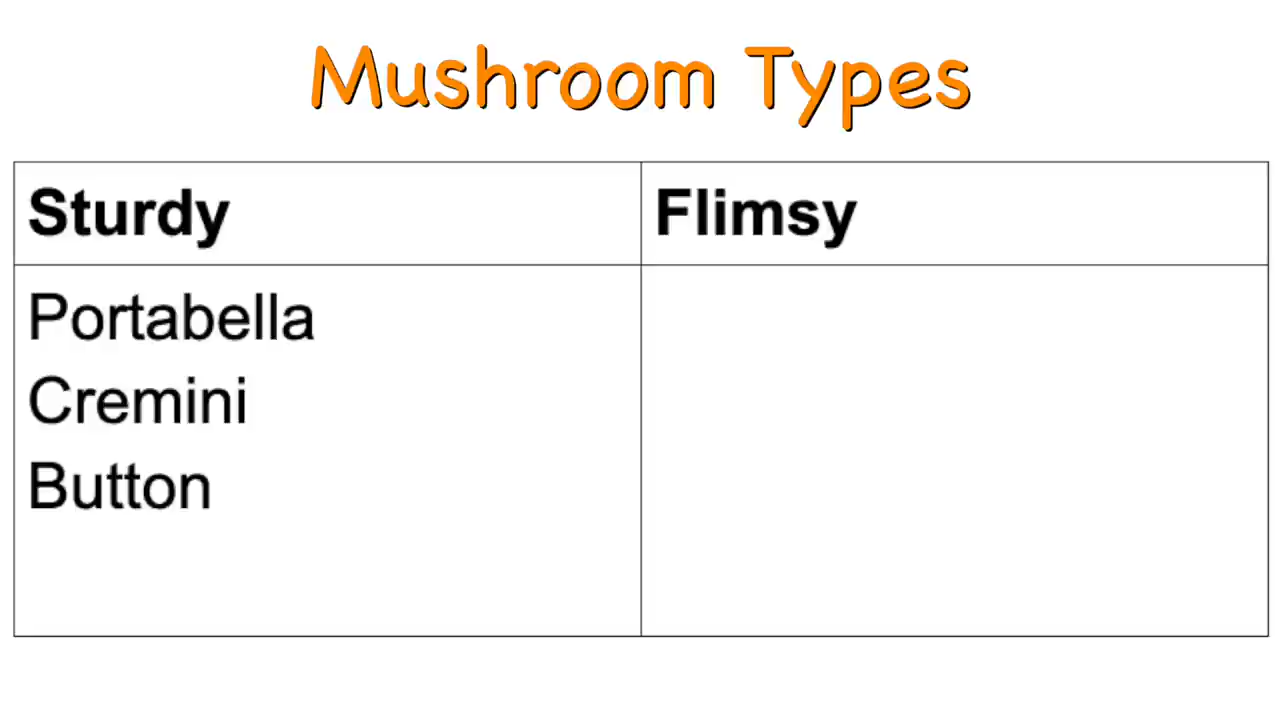 Mushroom Types
Sturdy
Flimsy
Portabella
Cremini
Button